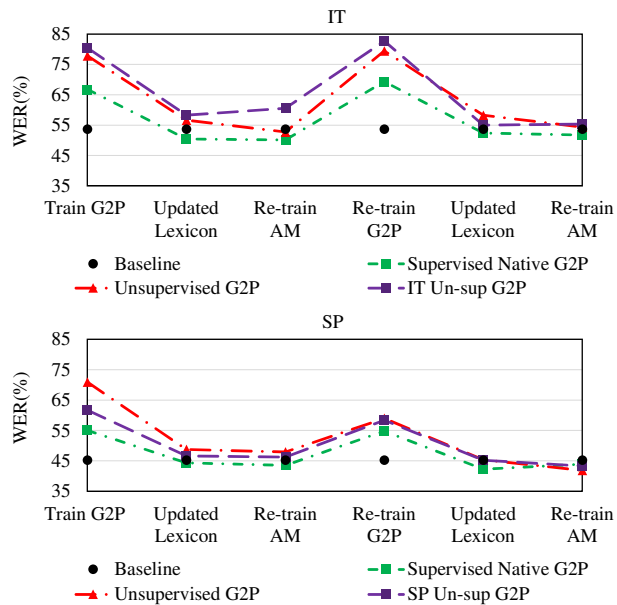 IT
85
75
65
55
45
35
WER(%)
Train G2P Updated Re-train Re-train Updated Re-train
Lexicon AM G2P Lexicon AM
Baseline Supervised Native G2P
Unsupervised G2P IT Un-sup G2P
SP
85
75
65
55
45
35
WER(%)
Train G2P Updated Re-train Re-train Updated Re-train
Lexicon AM G2P Lexicon AM
Baseline Supervised Native G2P
Unsupervised G2P SP Un-sup G2P